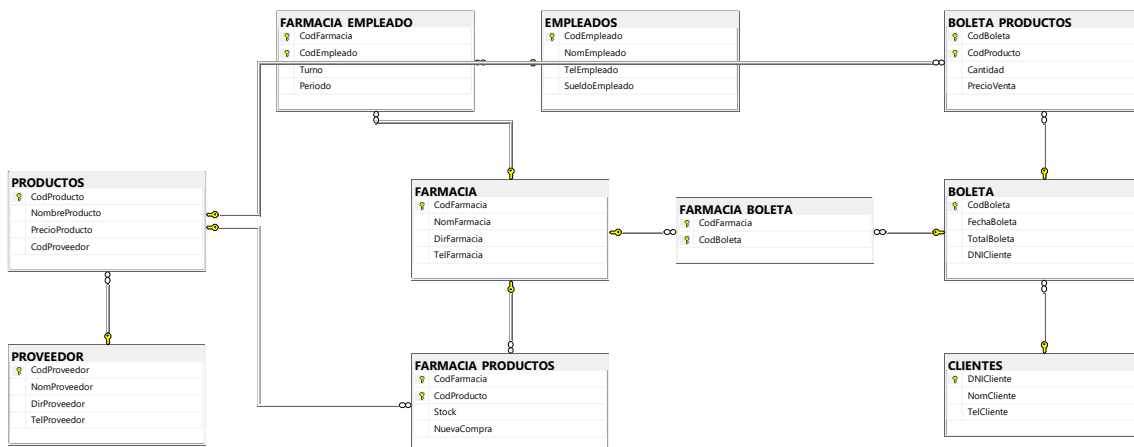 FARMACIA EMPLEADO
CodFarmacia
CodEmpleado
Turno
Periodo
EMPLEADOS
CodEmpleado
NomEmpleado
TelEmpleado
SueldoEmpleado
BOLETA PRODUCTOS
CodBoleta
CodProducto
Cantidad
PrecioVenta
PRODUCTOS
CodProducto
NombreProducto
PrecioProducto
CodProveedor
FARMACIA
CodFarmacia
NomFarmacia
DirFarmacia
TelFarmacia
FARMACIA BOLETA
CodFarmacia
CodBoleta
BOLETA
CodBoleta
FechaBoleta
TotalBoleta
DNICliente
PROVEEDOR
CodProveedor
NomProveedor
DirProveedor
TelProveedor
FARMACIA PRODUCTOS
CodFarmacia
CodProducto
Stock
NuevaCompra
CLIENTES
DNICliente
NomCliente
TelCliente